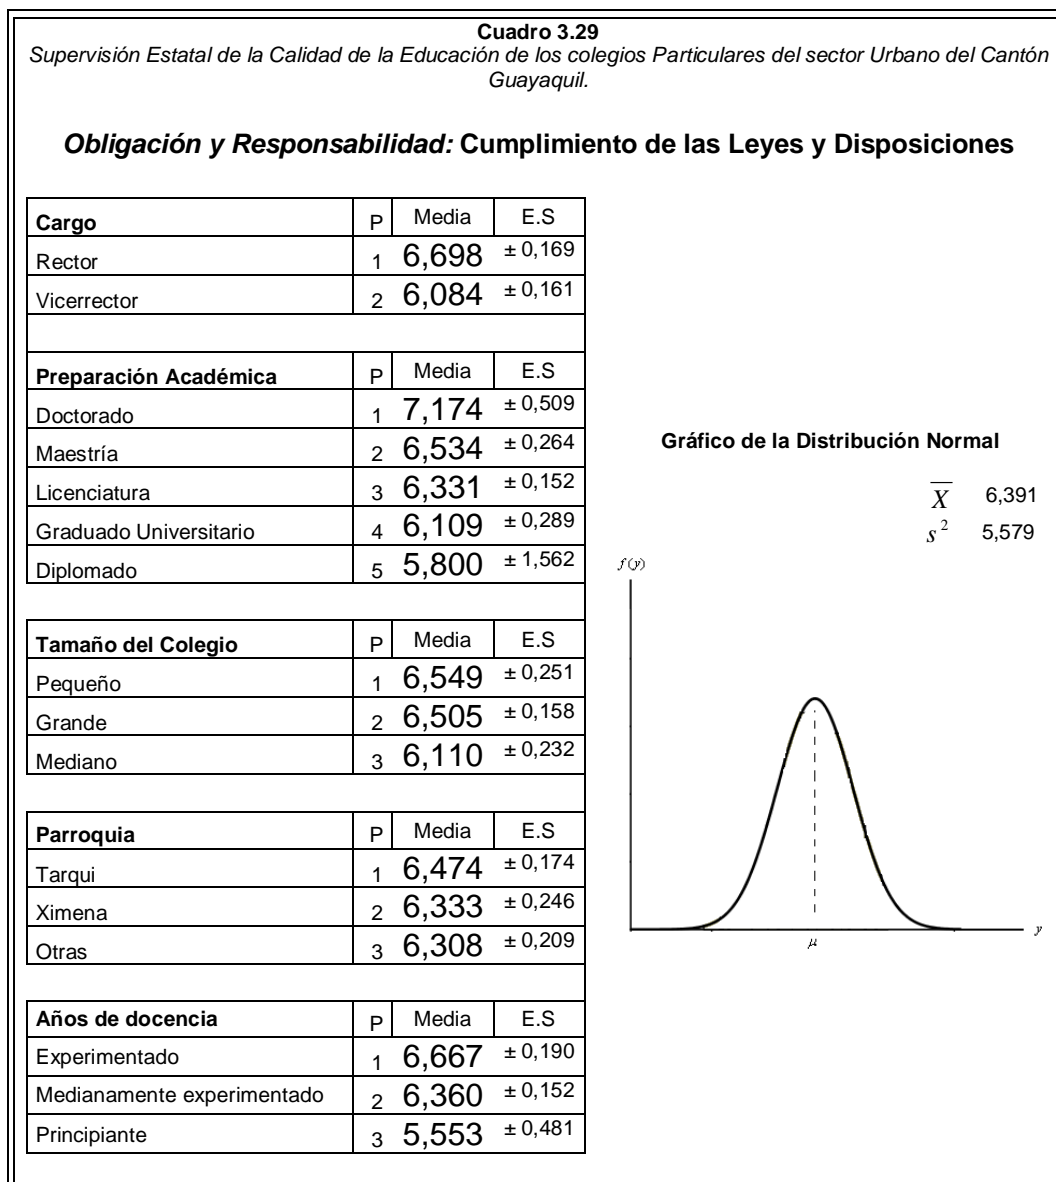 Cuadro 3.29
Supervisión Estatal de la Calidad de la Educación de los colegios Particulares del sector Urbano del Cantón
Guayaquil.
Obligación y Responsabilidad: Cumplimiento de las Leyes y Disposiciones
Cargo P Media E.S
Rector 1 6,698 ± 0,169
Vicerrector 2 6,084 ± 0,161
Preparación Académica P Media E.S
Doctorado 1 7,174 ± 0,509
Maestría 2 6,534 ± 0,264
Licenciatura 3 6,331 ± 0,152
Graduado Universitario 4 6,109 ± 0,289
Diplomado 5 5,800 ± 1,562
Tamaño del Colegio P Media E.S
Pequeño 1 6,549 ± 0,251
Grande 2 6,505 ± 0,158
Mediano 3 6,110 ± 0,232
Parroquia P Media E.S
Tarqui 1 6,474 ± 0,174
Ximena 2 6,333 ± 0,246
Otras 3 6,308 ± 0,209
Años de docencia P Media E.S
Experimentado 1 6,667 ± 0,190
Medianamente experimentado 2 6,360 ± 0,152
Principiante 3 5,553 ± 0,481
Gráfico de la Distribución Normal
X̅ 6,391
s² 5,579
f(y)
μ
y